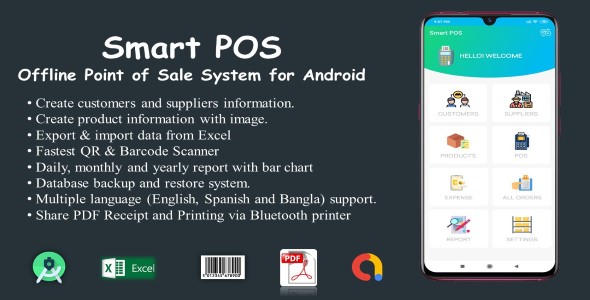 Smart POS
Offline Point of Sale System for Android
• Create customers and suppliers information.
• Create product information with image.
• Export & import data from Excel
• Fastest QR & Barcode Scanner
• Daily, monthly and yearly report with bar chart
• Database backup and restore system.
• Multiple language (English, Spanish and Bangla) support.
• Share PDF Receipt and Printing via Bluetooth printer
Excel
PDF
Smart POS
HELLO! WELCOME
CUSTOMERS
SUPPLIERS
PRODUCTS
POS
EXPENSE
ALL ORDERS
REPORT
SETTINGS